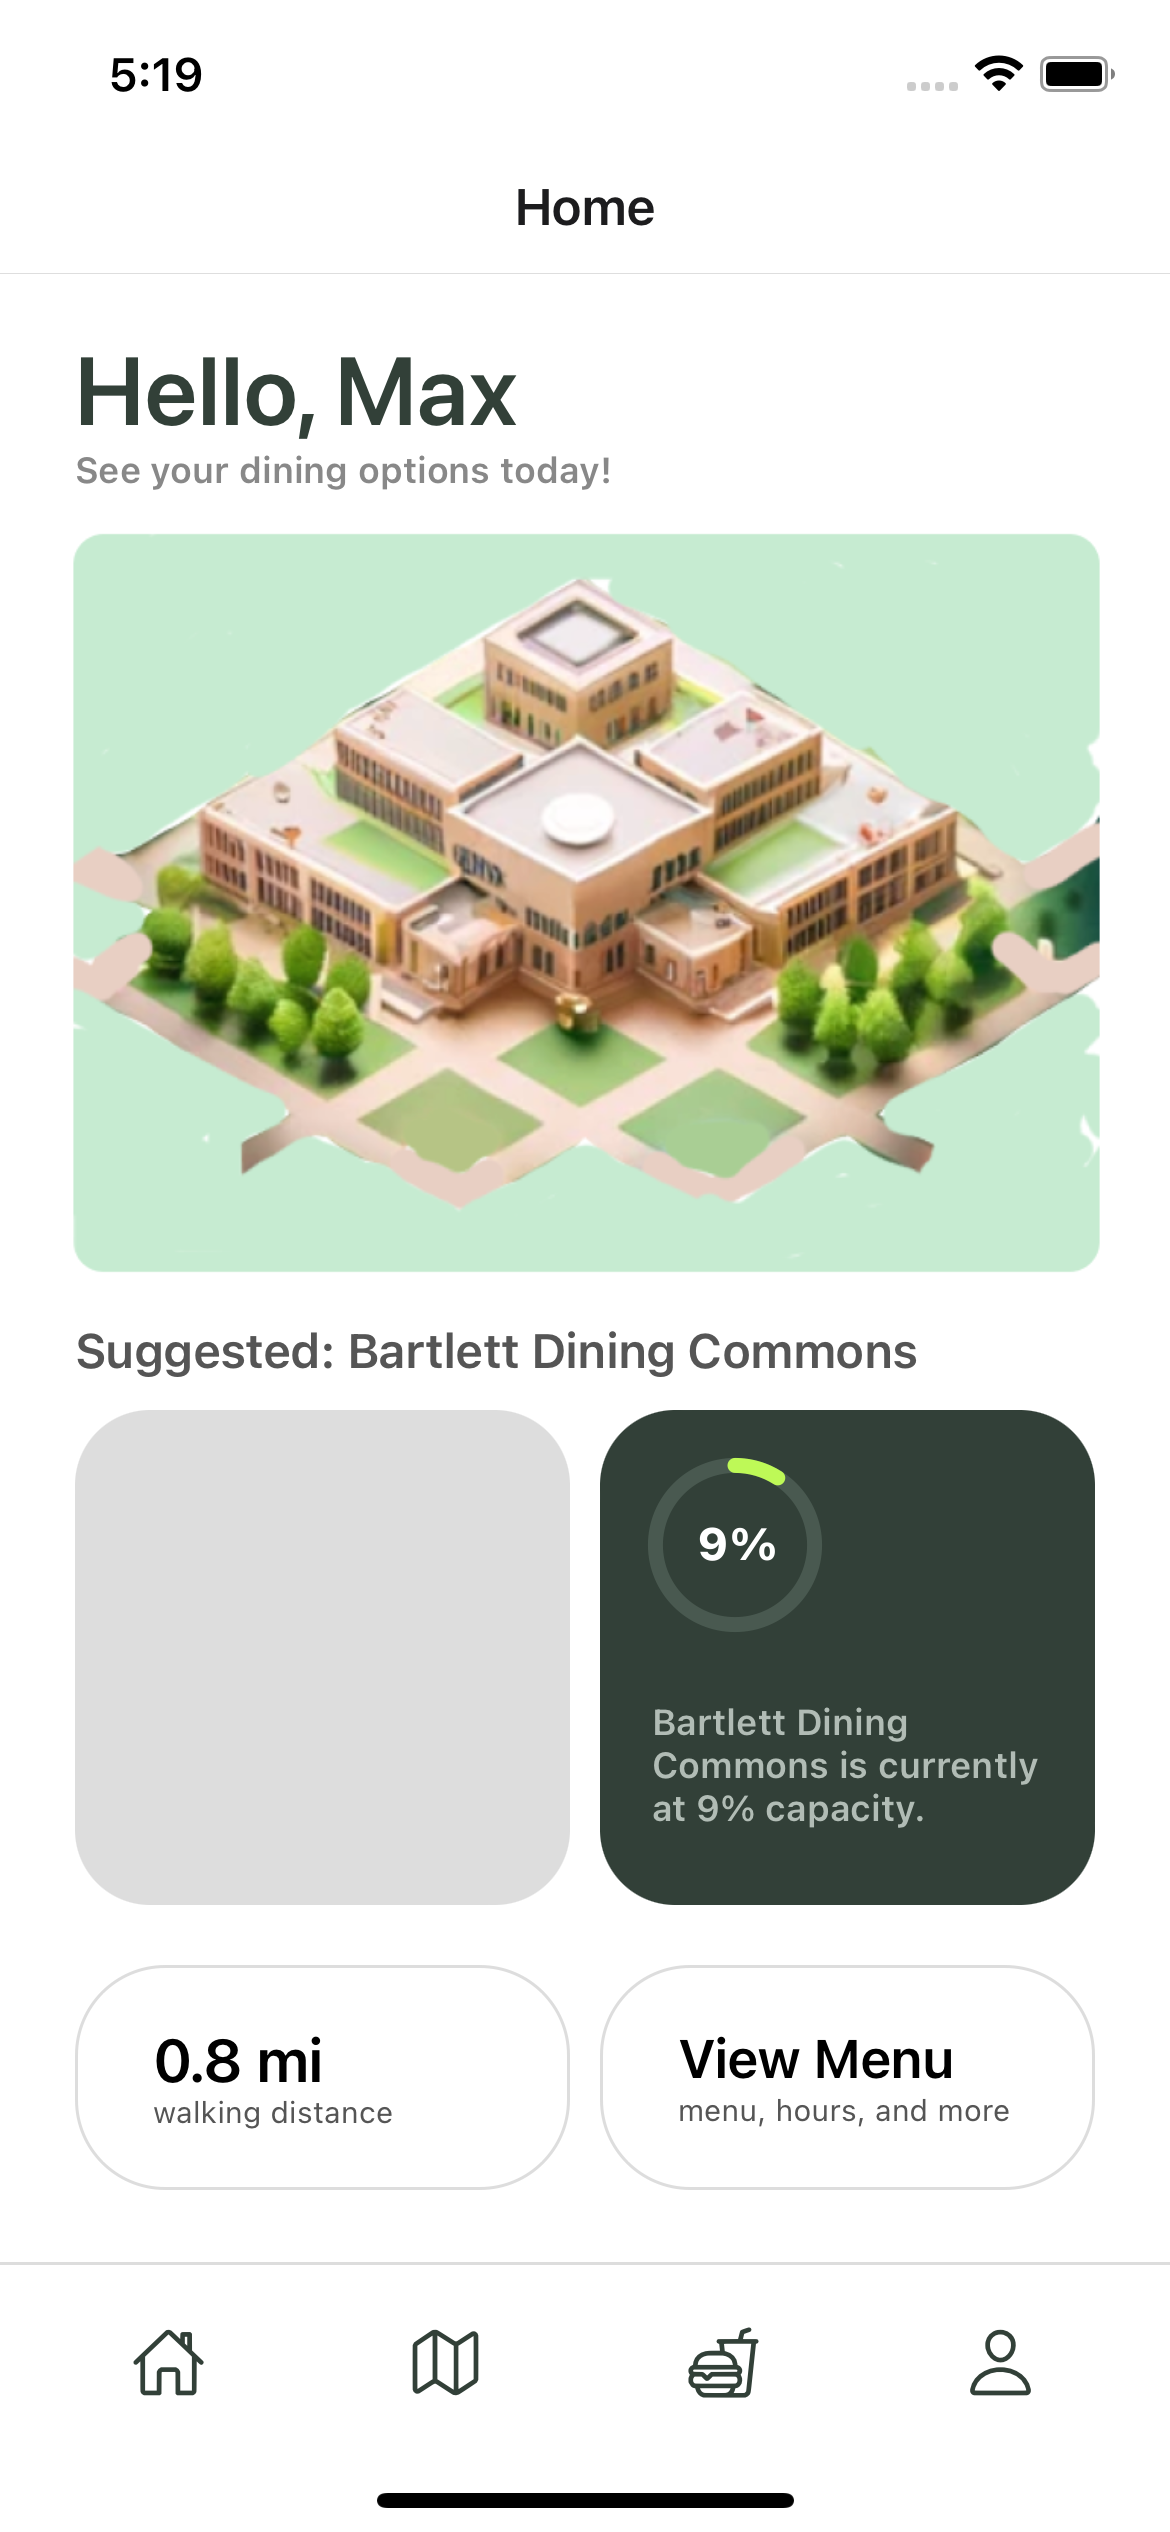 5:19
Home
Hello, Max
See your dining options today!
Suggested: Bartlett Dining Commons
9%
Bartlett Dining
Commons is currently
at 9% capacity.
0.8 mi
walking distance
View Menu
menu, hours, and more